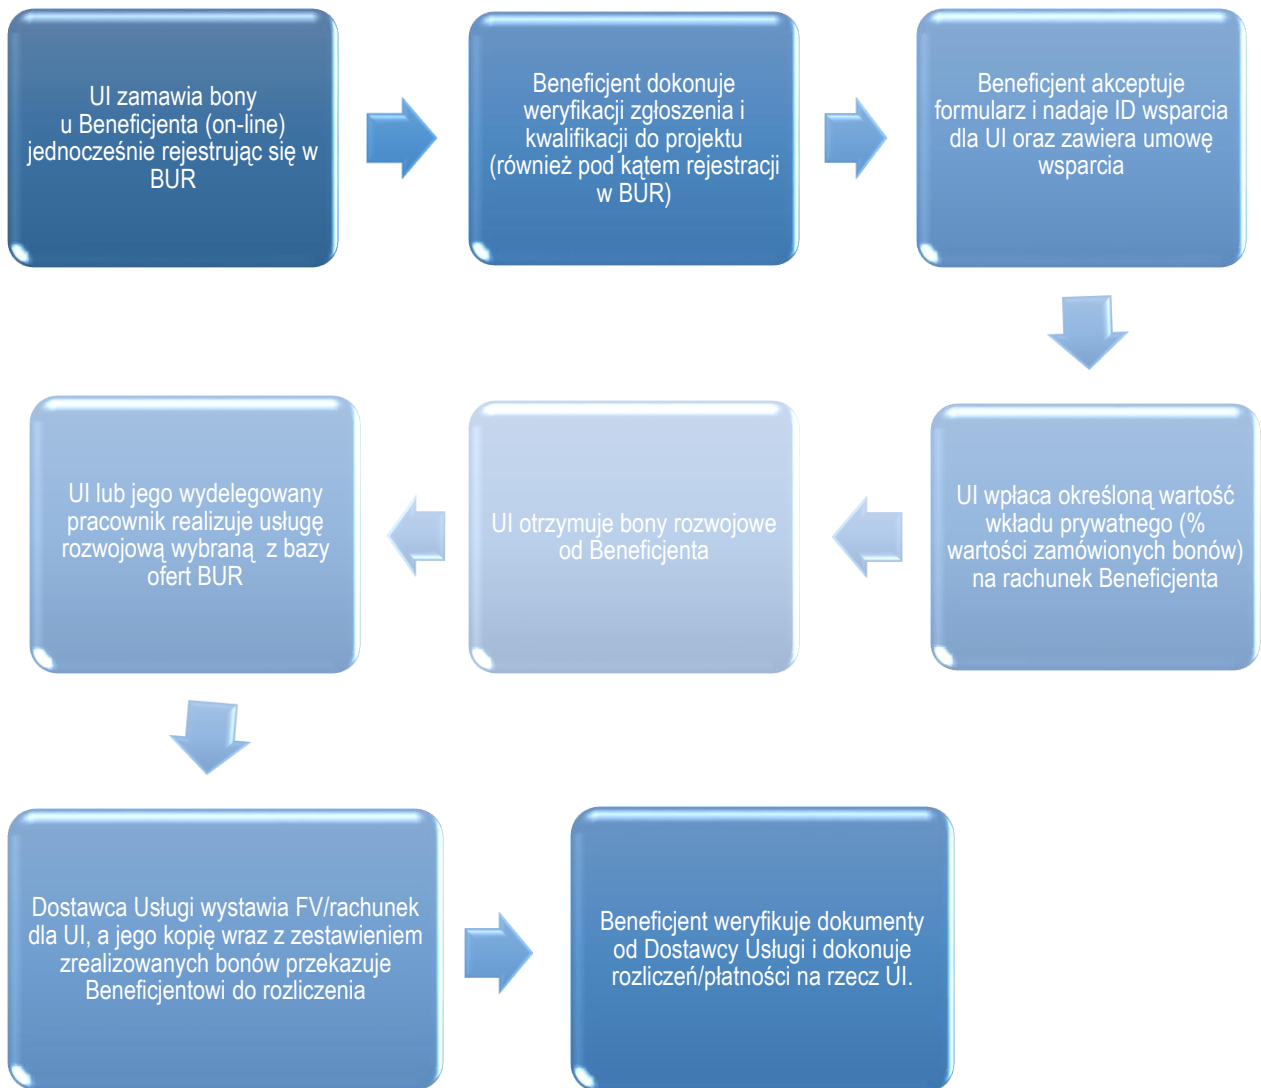 UI zamawia bony
u Beneficjenta (on-line)
jednocześnie rejestrując się w
BUR
Beneficjent dokonuje
weryfikacji zgłoszenia i
kwalifikacji do projektu
(również pod kątem rejestracji
w BUR)
Beneficjent akceptuje
formularz i nadaje ID wsparcia
dla UI oraz zawiera umowę
wsparcia
UI wpłaca określoną wartość
wkładu prywatnego (%
wartości zamówionych bonów)
na rachunek Beneficjenta
UI otrzymuje bony rozwojowe
od Beneficjenta
UI lub jego wydelegowany
pracownik realizuje usługę
rozwojową wybraną z bazy
ofert BUR
Dostawca Usługi wystawia FV/rachunek
dla UI, a jego kopię wraz z zestawieniem
zrealizowanych bonów przekazuje
Beneficjentowi do rozliczenia
Beneficjent weryfikuje dokumenty
od Dostawcy Usługi i dokonuje
rozliczeń/płatności na rzecz UI.